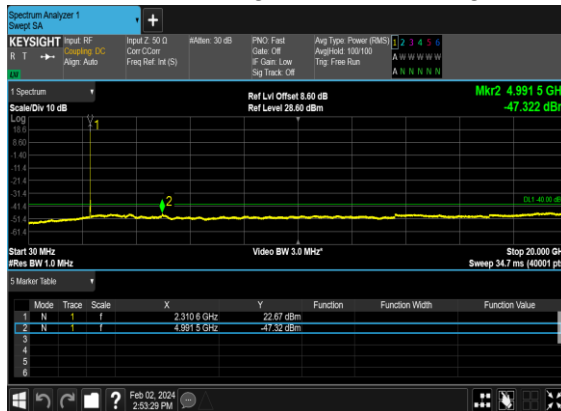 Spectrum Analyzer 1
Swept SA
+
KEYSIGHT Input: RF Input Z: 50 Ω #Atten: 30 dB PNO: Fast Avg Type: Power (RMS) 1 2 3 4 5 6
R T Coupling: DC Corr CCorr Gate: Off Avg|Hold: 100/100 A W W W W W
Align: Auto Freq Ref: Int (S) IF Gain: Low Trig: Free Run
LXI Sig Track: Off A N N N N N
1 Spectrum Ref Lvl Offset 8.60 dB Mkr2 4.991 5 GH
Scale/Div 10 dB Ref Level 28.60 dBm -47.322 dBr
Log
18.6
8.60
-1.40
-11.4
-21.4
-31.4
-41.4
-51.4
-61.4
1
2
DL1 -40.00 dB
Start 30 MHz Video BW 3.0 MHz* Stop 20.000 GH
#Res BW 1.0 MHz Sweep 34.7 ms (40001 pt
5 Marker Table
Mode Trace Scale X Y Function Function Width Function Value
1 N 1 f 2.310 6 GHz 22.67 dBm
2 N 1 f 4.991 5 GHz -47.32 dBm
3
4
5
6
? Feb 02, 2024
2:53:29 PM